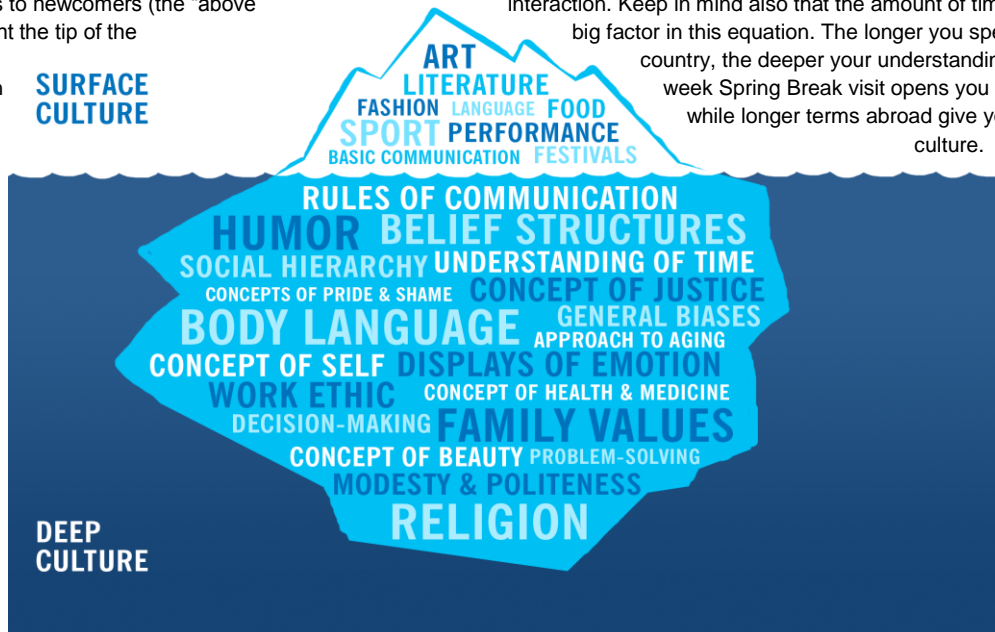 s to newcomers (the "above
nt the tip of the
interaction. Keep in mind also that the amount of tim
big factor in this equation. The longer you spe
country, the deeper your understandin
week Spring Break visit opens you
while longer terms abroad give yo
culture.
SURFACE
CULTURE
ART
LITERATURE
FASHION LANGUAGE FOOD
SPORT PERFORMANCE
BASIC COMMUNICATION FESTIVALS
RULES OF COMMUNICATION
HUMOR BELIEF STRUCTURES
SOCIAL HIERARCHY UNDERSTANDING OF TIME
CONCEPTS OF PRIDE & SHAME CONCEPT OF JUSTICE
BODY LANGUAGE GENERAL BIASES
APPROACH TO AGING
CONCEPT OF SELF DISPLAYS OF EMOTION
WORK ETHIC CONCEPT OF HEALTH & MEDICINE
DECISION-MAKING FAMILY VALUES
CONCEPT OF BEAUTY PROBLEM-SOLVING
MODESTY & POLITENESS
RELIGION
DEEP
CULTURE